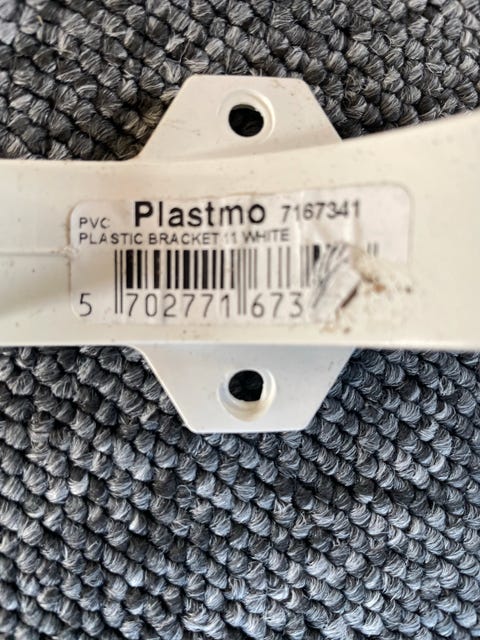 PVC Plastmo 7167341
PLASTIC BRACKET 11 WHITE
5 702771 673